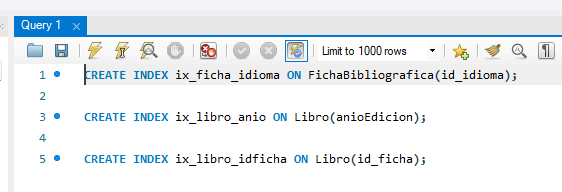 Query 1
Limit to 1000 rows
1 CREATE INDEX ix_ficha_idioma ON FichaBibliografica(id_idioma);
2
3 CREATE INDEX ix_libro_anio ON Libro(anioEdicion);
4
5 CREATE INDEX ix_libro_idficha ON Libro(id_ficha);